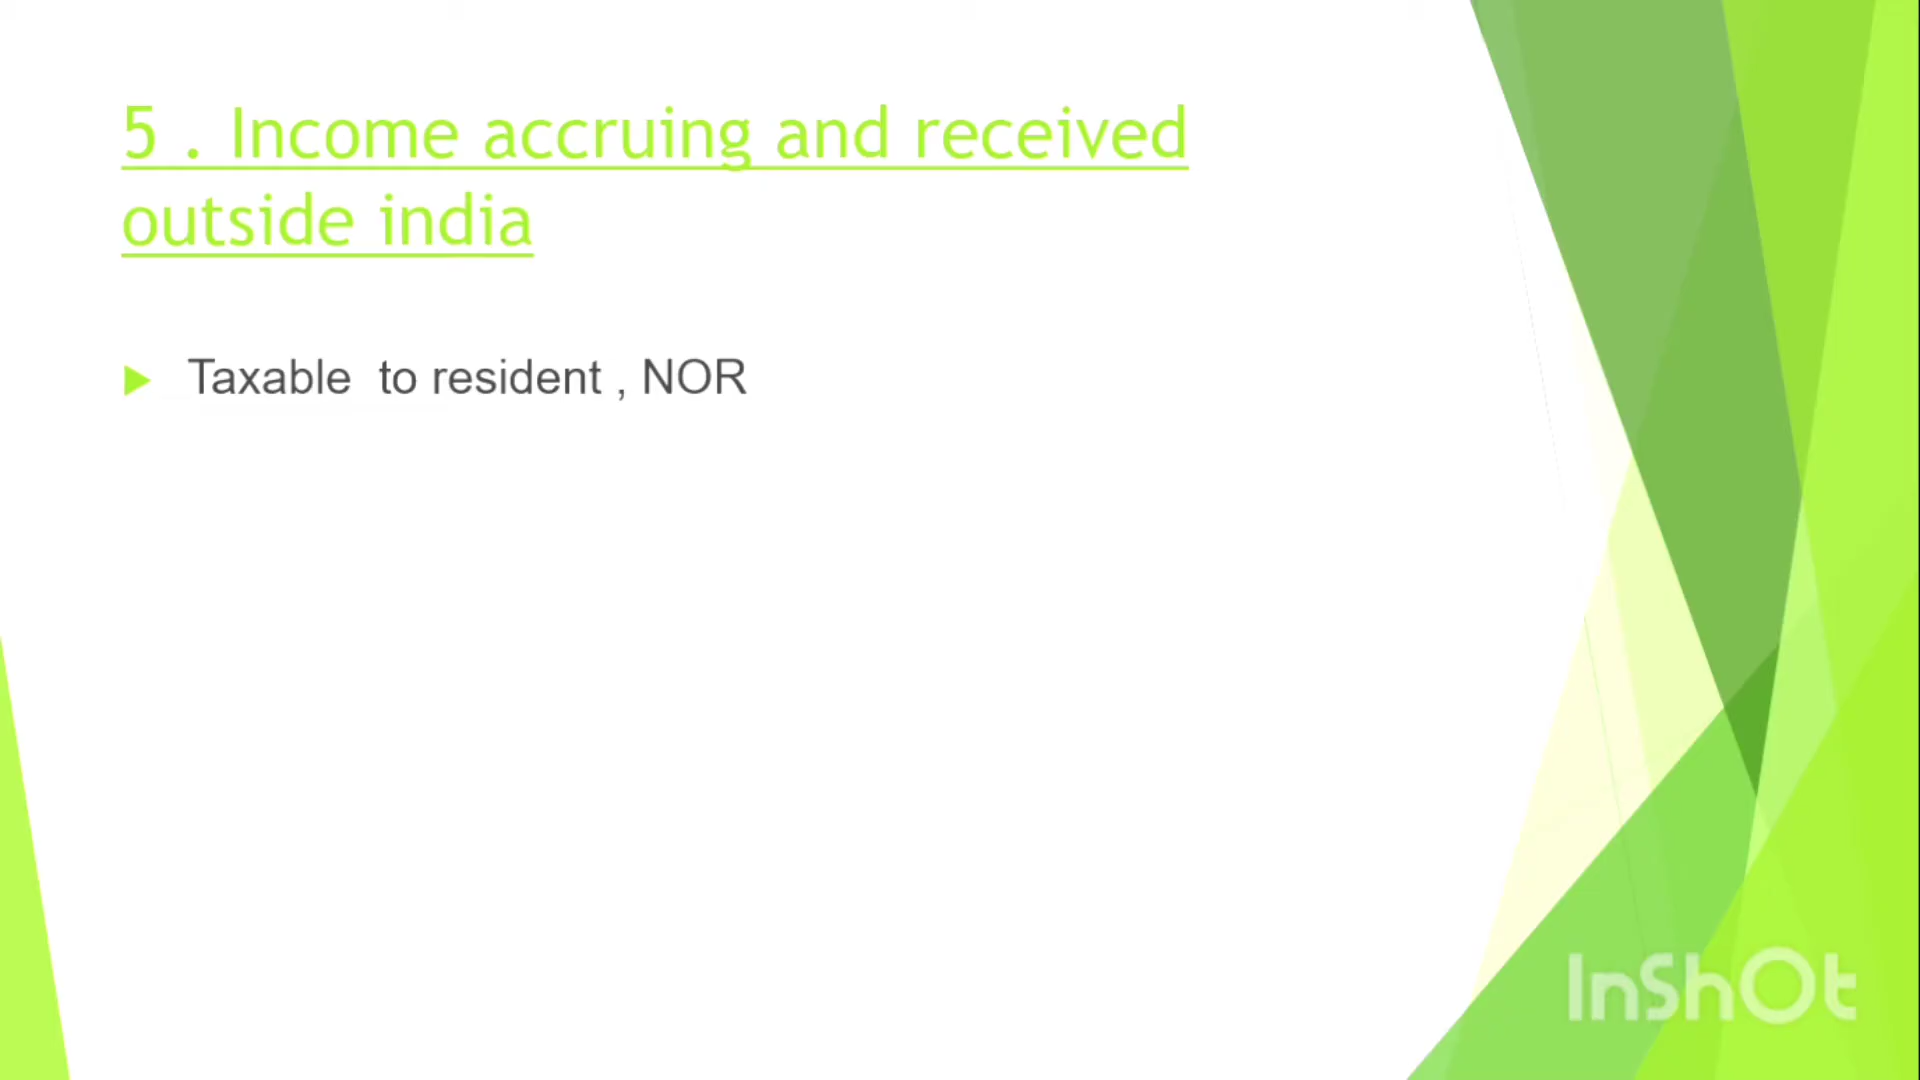 5 . Income accruing and received
outside india
Taxable to resident , NOR
InShOt